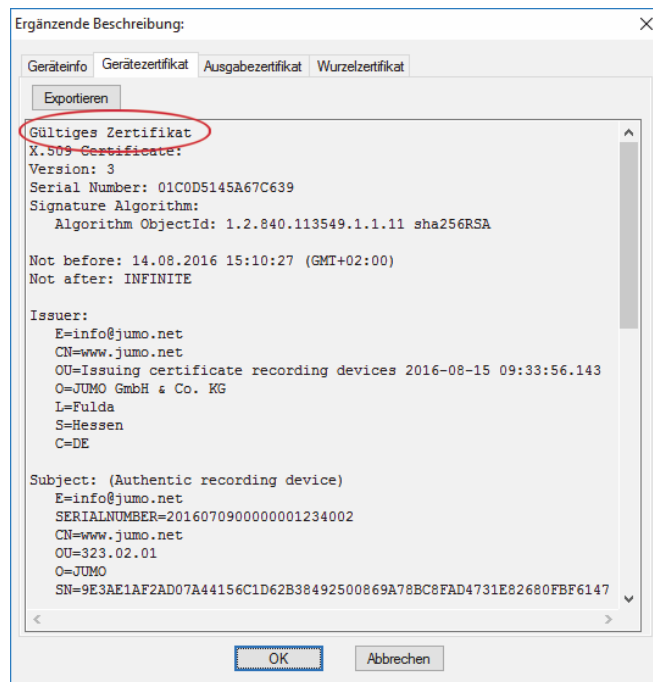 Ergänzende Beschreibung:
Geräteinfo Gerätezertifikat Ausgabezertifikat Wurzelzertifikat
Exportieren
Gültiges Zertifikat
X.509 Certificate:
Version: 3
Serial Number: 01C0D5145A67C639
Signature Algorithm:
Algorithm ObjectId: 1.2.840.113549.1.1.11 sha256RSA
Not before: 14.08.2016 15:10:27 (GMT+02:00)
Not after: INFINITE
Issuer:
E=info@jumo.net
CN=www.jumo.net
OU=Issuing certificate recording devices 2016-08-15 09:33:56.143
O=JUMO GmbH & Co. KG
L=Fulda
S=Hessen
C=DE
Subject: (Authentic recording device)
E=info@jumo.net
SERIALNUMBER=2016070900000001234002
CN=www.jumo.net
OU=323.02.01
O=JUMO
SN=9E3AE1AF2AD07A44156C1D62B38492500869A78BC8FAD4731E82680FBF6147
OK Abbrechen